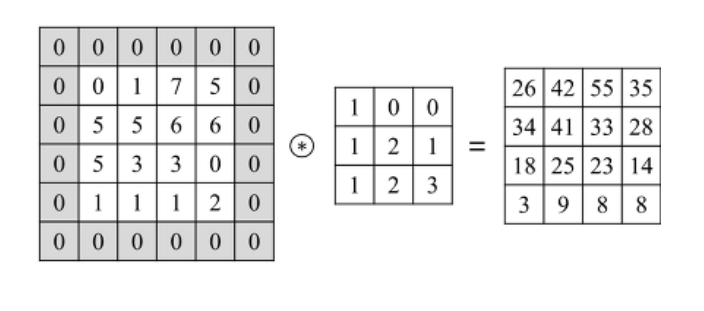 0 0 0 0 0 0
0 0 1 7 5 0
0 5 5 6 6 0
0 5 3 3 0 0
0 1 1 1 2 0
0 0 0 0 0 0
⊛
1 0 0
1 2 1
1 2 3
=
26 42 55 35
34 41 33 28
18 25 23 14
3 9 8 8